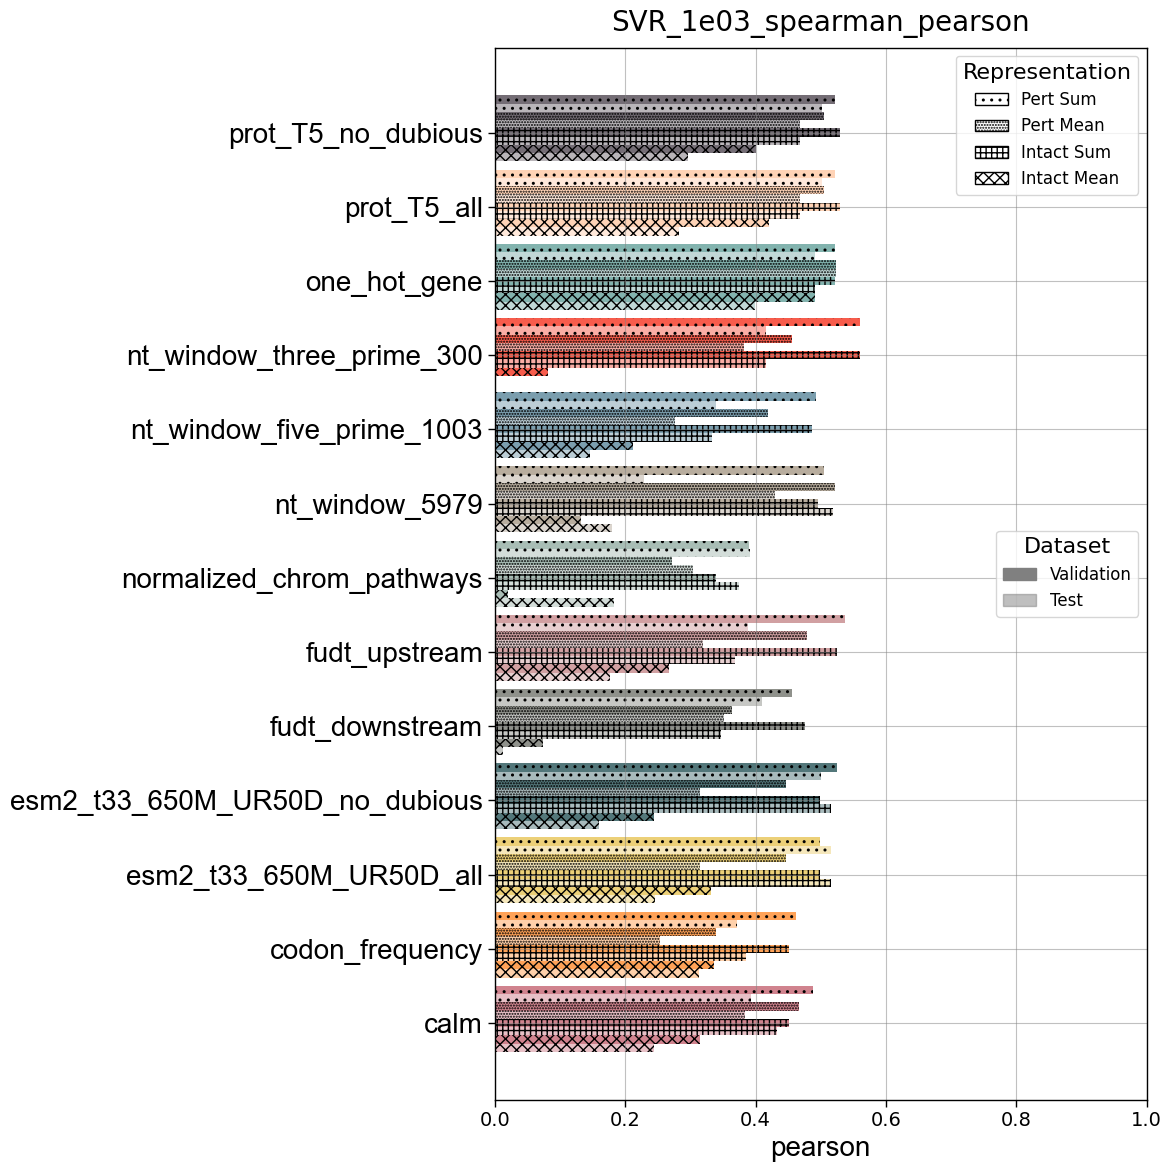 SVR_1e03_spearman_pearson
Representation
Pert Sum
Pert Mean
Intact Sum
Intact Mean
prot_T5_no_dubious
prot_T5_all
one_hot_gene
nt_window_three_prime_300
nt_window_five_prime_1003
nt_window_5979
Dataset
Validation
Test
normalized_chrom_pathways
fudt_upstream
fudt_downstream
esm2_t33_650M_UR50D_no_dubious
esm2_t33_650M_UR50D_all
codon_frequency
calm
0.0 0.2 0.4 0.6 0.8 1.0
pearson